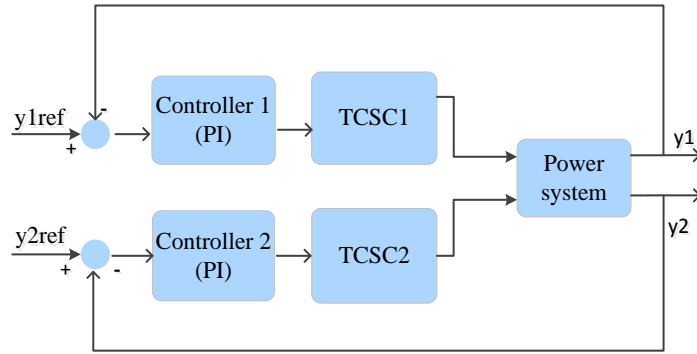 y1ref
+
-
Controller 1
(PI)
TCSC1
Power
system
y1
y2ref
+
-
Controller 2
(PI)
TCSC2
y2